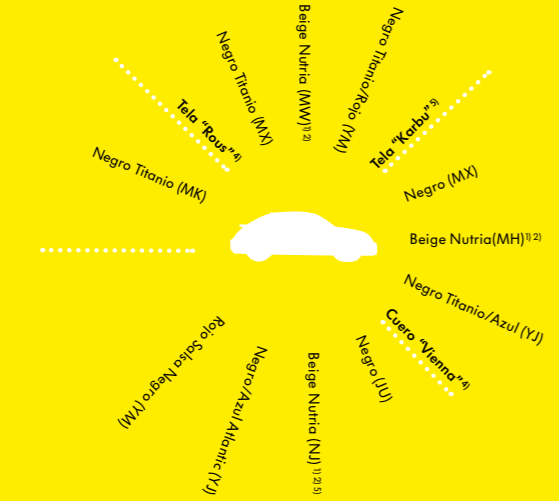 Negro Titanio (MK)
Tela "Rous"4)
Negro Titanio (MX)
Beige Nutria (MW)1) 2)
Negro Titanio/Rojo (YM)
Tela "Karbu"5)
Negro (MX)
Beige Nutria(MH)1) 2)
Negro Titanio/Azul (YJ)
Cuero "Vienna"4)
Negro (JU)
Beige Nutria (NJ) 1) 2) 5)
Negro/Azul Atlantic (YJ)
Rojo Salsa Negro (YM)